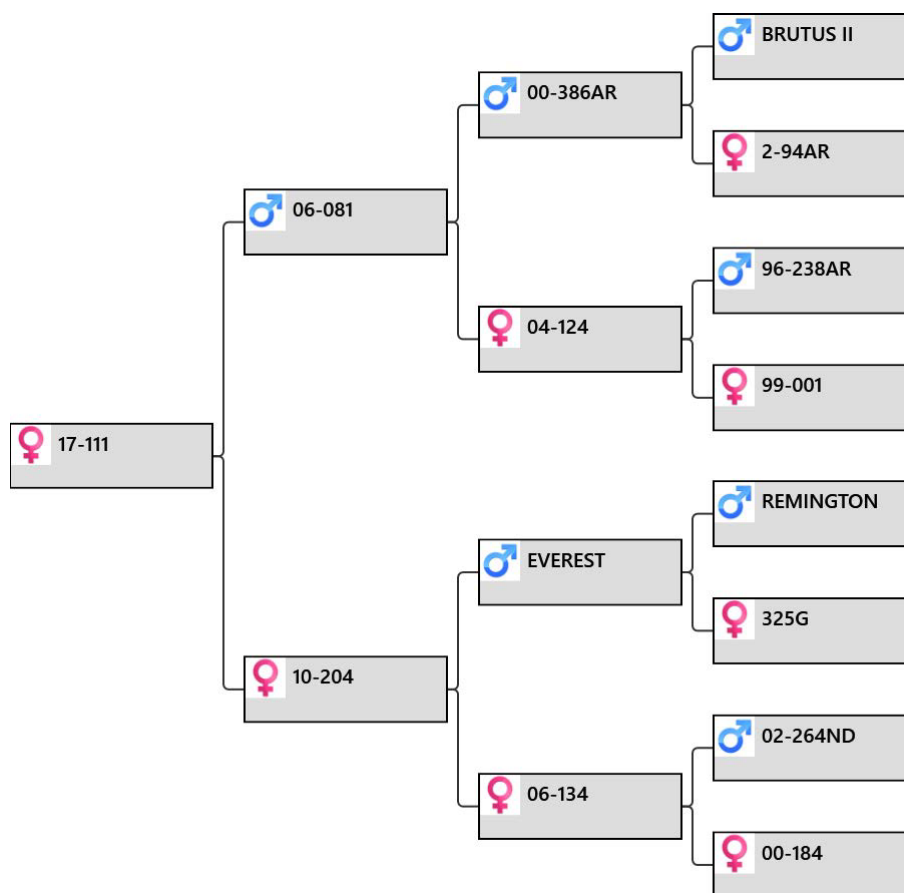 BRUTUS II
00-386AR
2-94AR
06-081
96-238AR
04-124
99-001
17-111
REMINGTON
EVEREST
325G
10-204
02-264ND
06-134
00-184